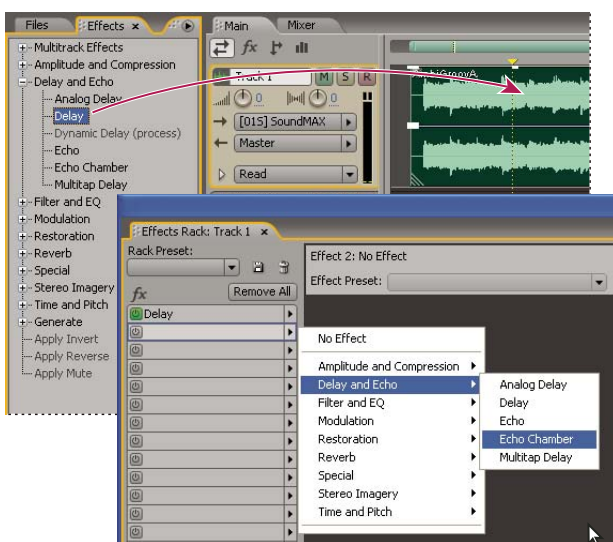 Files
Effects ×
Main
Mixer
Multitrack Effects
Amplitude and Compression
Delay and Echo
Analog Delay
Delay
Dynamic Delay (process)
Echo
Echo Chamber
Multitap Delay
Filter and EQ
Modulation
Restoration
Reverb
Special
Stereo Imagery
Time and Pitch
Generate
Apply Invert
Apply Reverse
Apply Mute
fx
Track 1
M S R
0
0
[01S] SoundMAX
Master
Read
Effects Rack: Track 1 ×
Rack Preset:
fx
Remove All
Delay
Effect 2: No Effect
Effect Preset:
No Effect
Amplitude and Compression
Delay and Echo
Filter and EQ
Modulation
Restoration
Reverb
Special
Stereo Imagery
Time and Pitch
Analog Delay
Delay
Echo
Echo Chamber
Multitap Delay